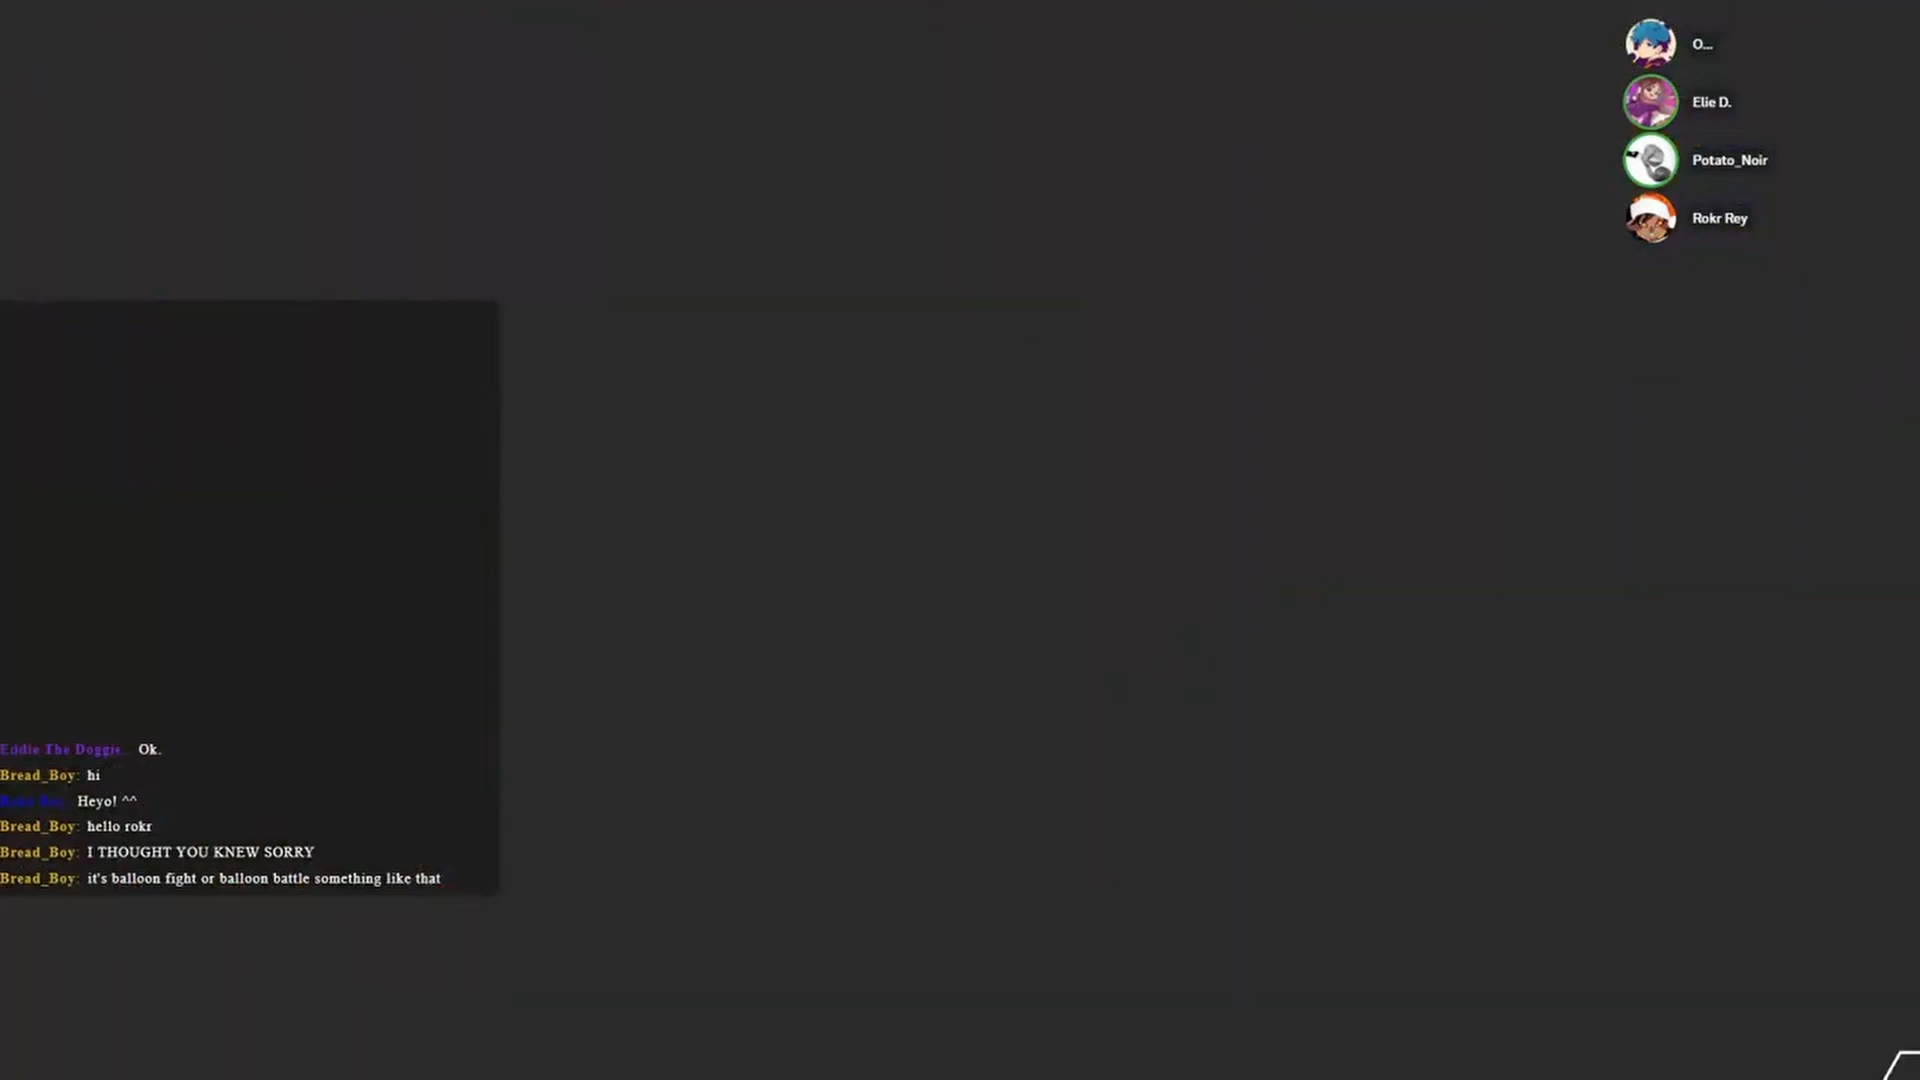 O...
Elie D.
Potato_Noir
Rokr Rey
Eddie The Doggie Ok.
Bread_Boy: hi
Heyo! ^^
Bread_Boy: hello rokr
Bread_Boy: I THOUGHT YOU KNEW SORRY
Bread_Boy: it's balloon fight or balloon battle something like that